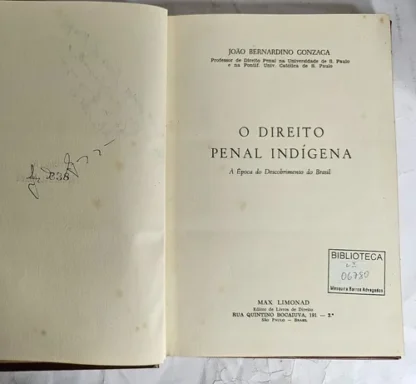 JOÃO BERNARDINO GONZAGA
Professor de Direito Penal na Universidade de S. Paulo
e na Pontif. Univ. Católica de S. Paulo
O DIREITO
PENAL INDÍGENA
A Época do Descobrimento do Brasil
BIBLIOTECA
06780
Advogados
MAX LIMONAD
Editor de Livros de Direito
RUA QUINTINO BOCAIUVA, 191 — 2.º
São Paulo — Brasil